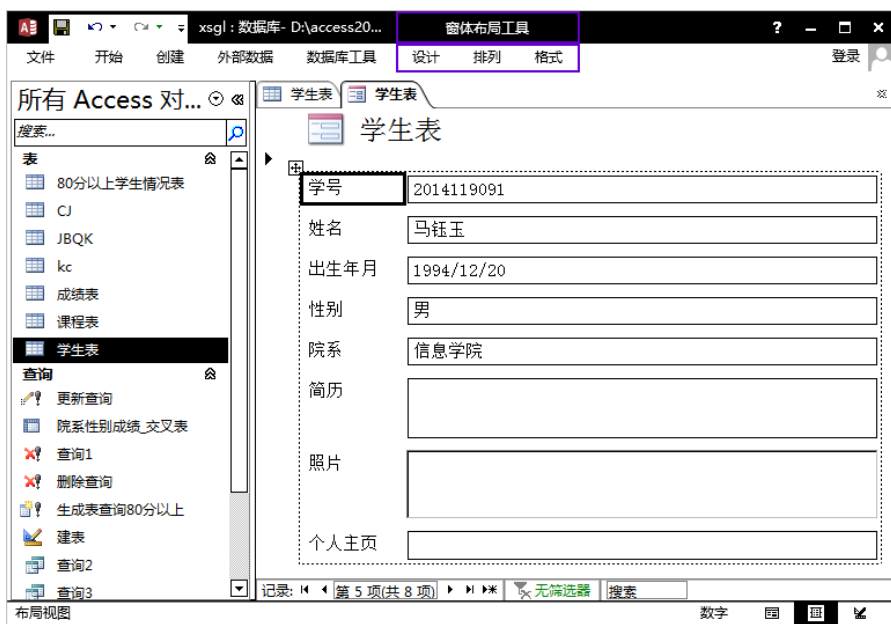 xsgl : 数据库- D:\access20...
窗体布局工具
?
文件 开始 创建 外部数据 数据库工具 设计 排列 格式 登录
所有 Access 对...
搜索...
表
80分以上学生情况表
CJ
JBQK
kc
成绩表
课程表
学生表
查询
更新查询
院系性别成绩_交叉表
查询1
删除查询
生成表查询80分以上
建表
查询2
查询3
学生表 学生表
学生表
学号 2014119091
姓名 马钰玉
出生年月 1994/12/20
性别 男
院系 信息学院
简历
照片
个人主页
记录: 第 5 项(共 8 项) 无筛选器 搜索
布局视图 数字